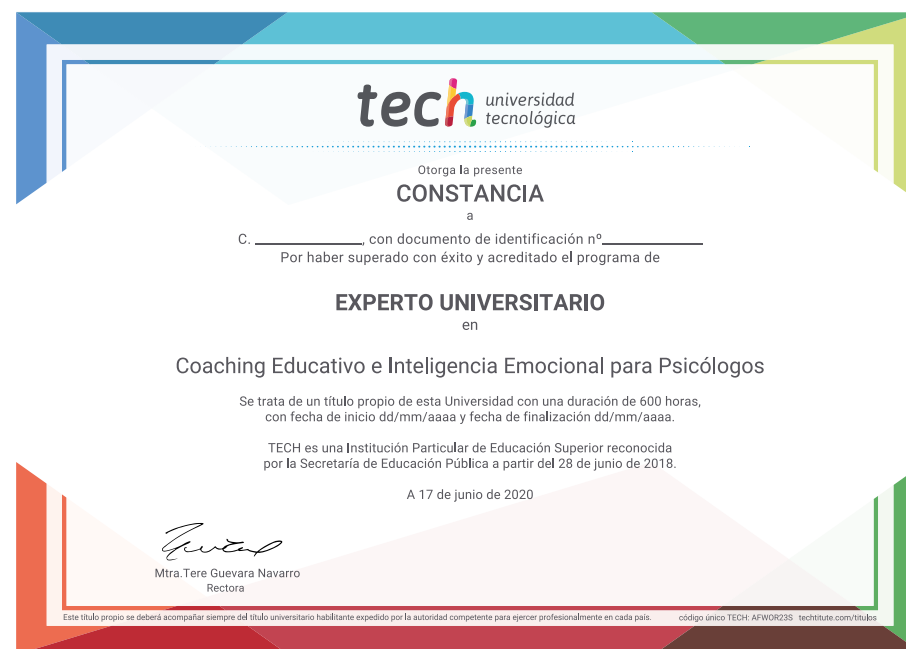 tech universidad
tecnológica
Otorga la presente
CONSTANCIA
a
C. ____________, con documento de identificación nº____________
Por haber superado con éxito y acreditado el programa de
EXPERTO UNIVERSITARIO
en
Coaching Educativo e Inteligencia Emocional para Psicólogos
Se trata de un título propio de esta Universidad con una duración de 600 horas,
con fecha de inicio dd/mm/aaaa y fecha de finalización dd/mm/aaaa.
TECH es una Institución Particular de Educación Superior reconocida
por la Secretaría de Educación Pública a partir del 28 de junio de 2018.
A 17 de junio de 2020
Mtra.Tere Guevara Navarro
Rectora
Este título propio se deberá acompañar siempre del título universitario habilitante expedido por la autoridad competente para ejercer profesionalmente en cada país. código único TECH: AFWOR23S techtitute.com/titulos